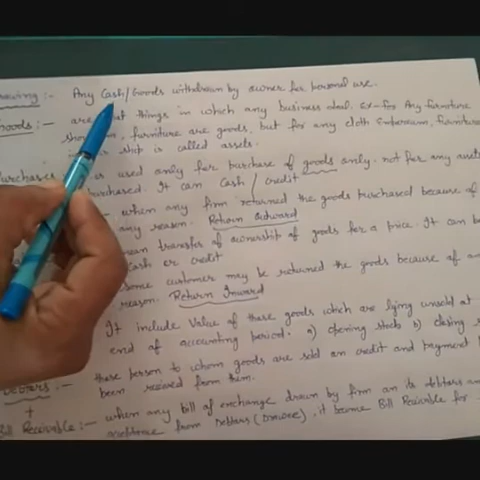 Drawing :- Any Cash/Goods withdrawn by owner for personal use.
Goods :- are that things in which any business deal. Ex- For Any furniture
furniture are goods, but for any cloth Emporium, furniture
is called assets.
Purchases is used only for purchase of goods only. not for any assets
purchased. It can Cash / credit
when any firm returned the goods purchased because of
any reason. Return outward
transfer of ownership of goods for a price. It can be
Cash or credit
Some customer may be returned the goods because of
reason. Return Inward
It include Value of those goods which are lying unsold at
end of accounting period. a) opening stock b) closing
Debtors :- those person to whom goods are sold on credit and payment
been received from them.
+
Bill Receivable :- when any bill of exchange drawn by firm on its debtors
from Debtors (Drawee), it become Bill Receivable for